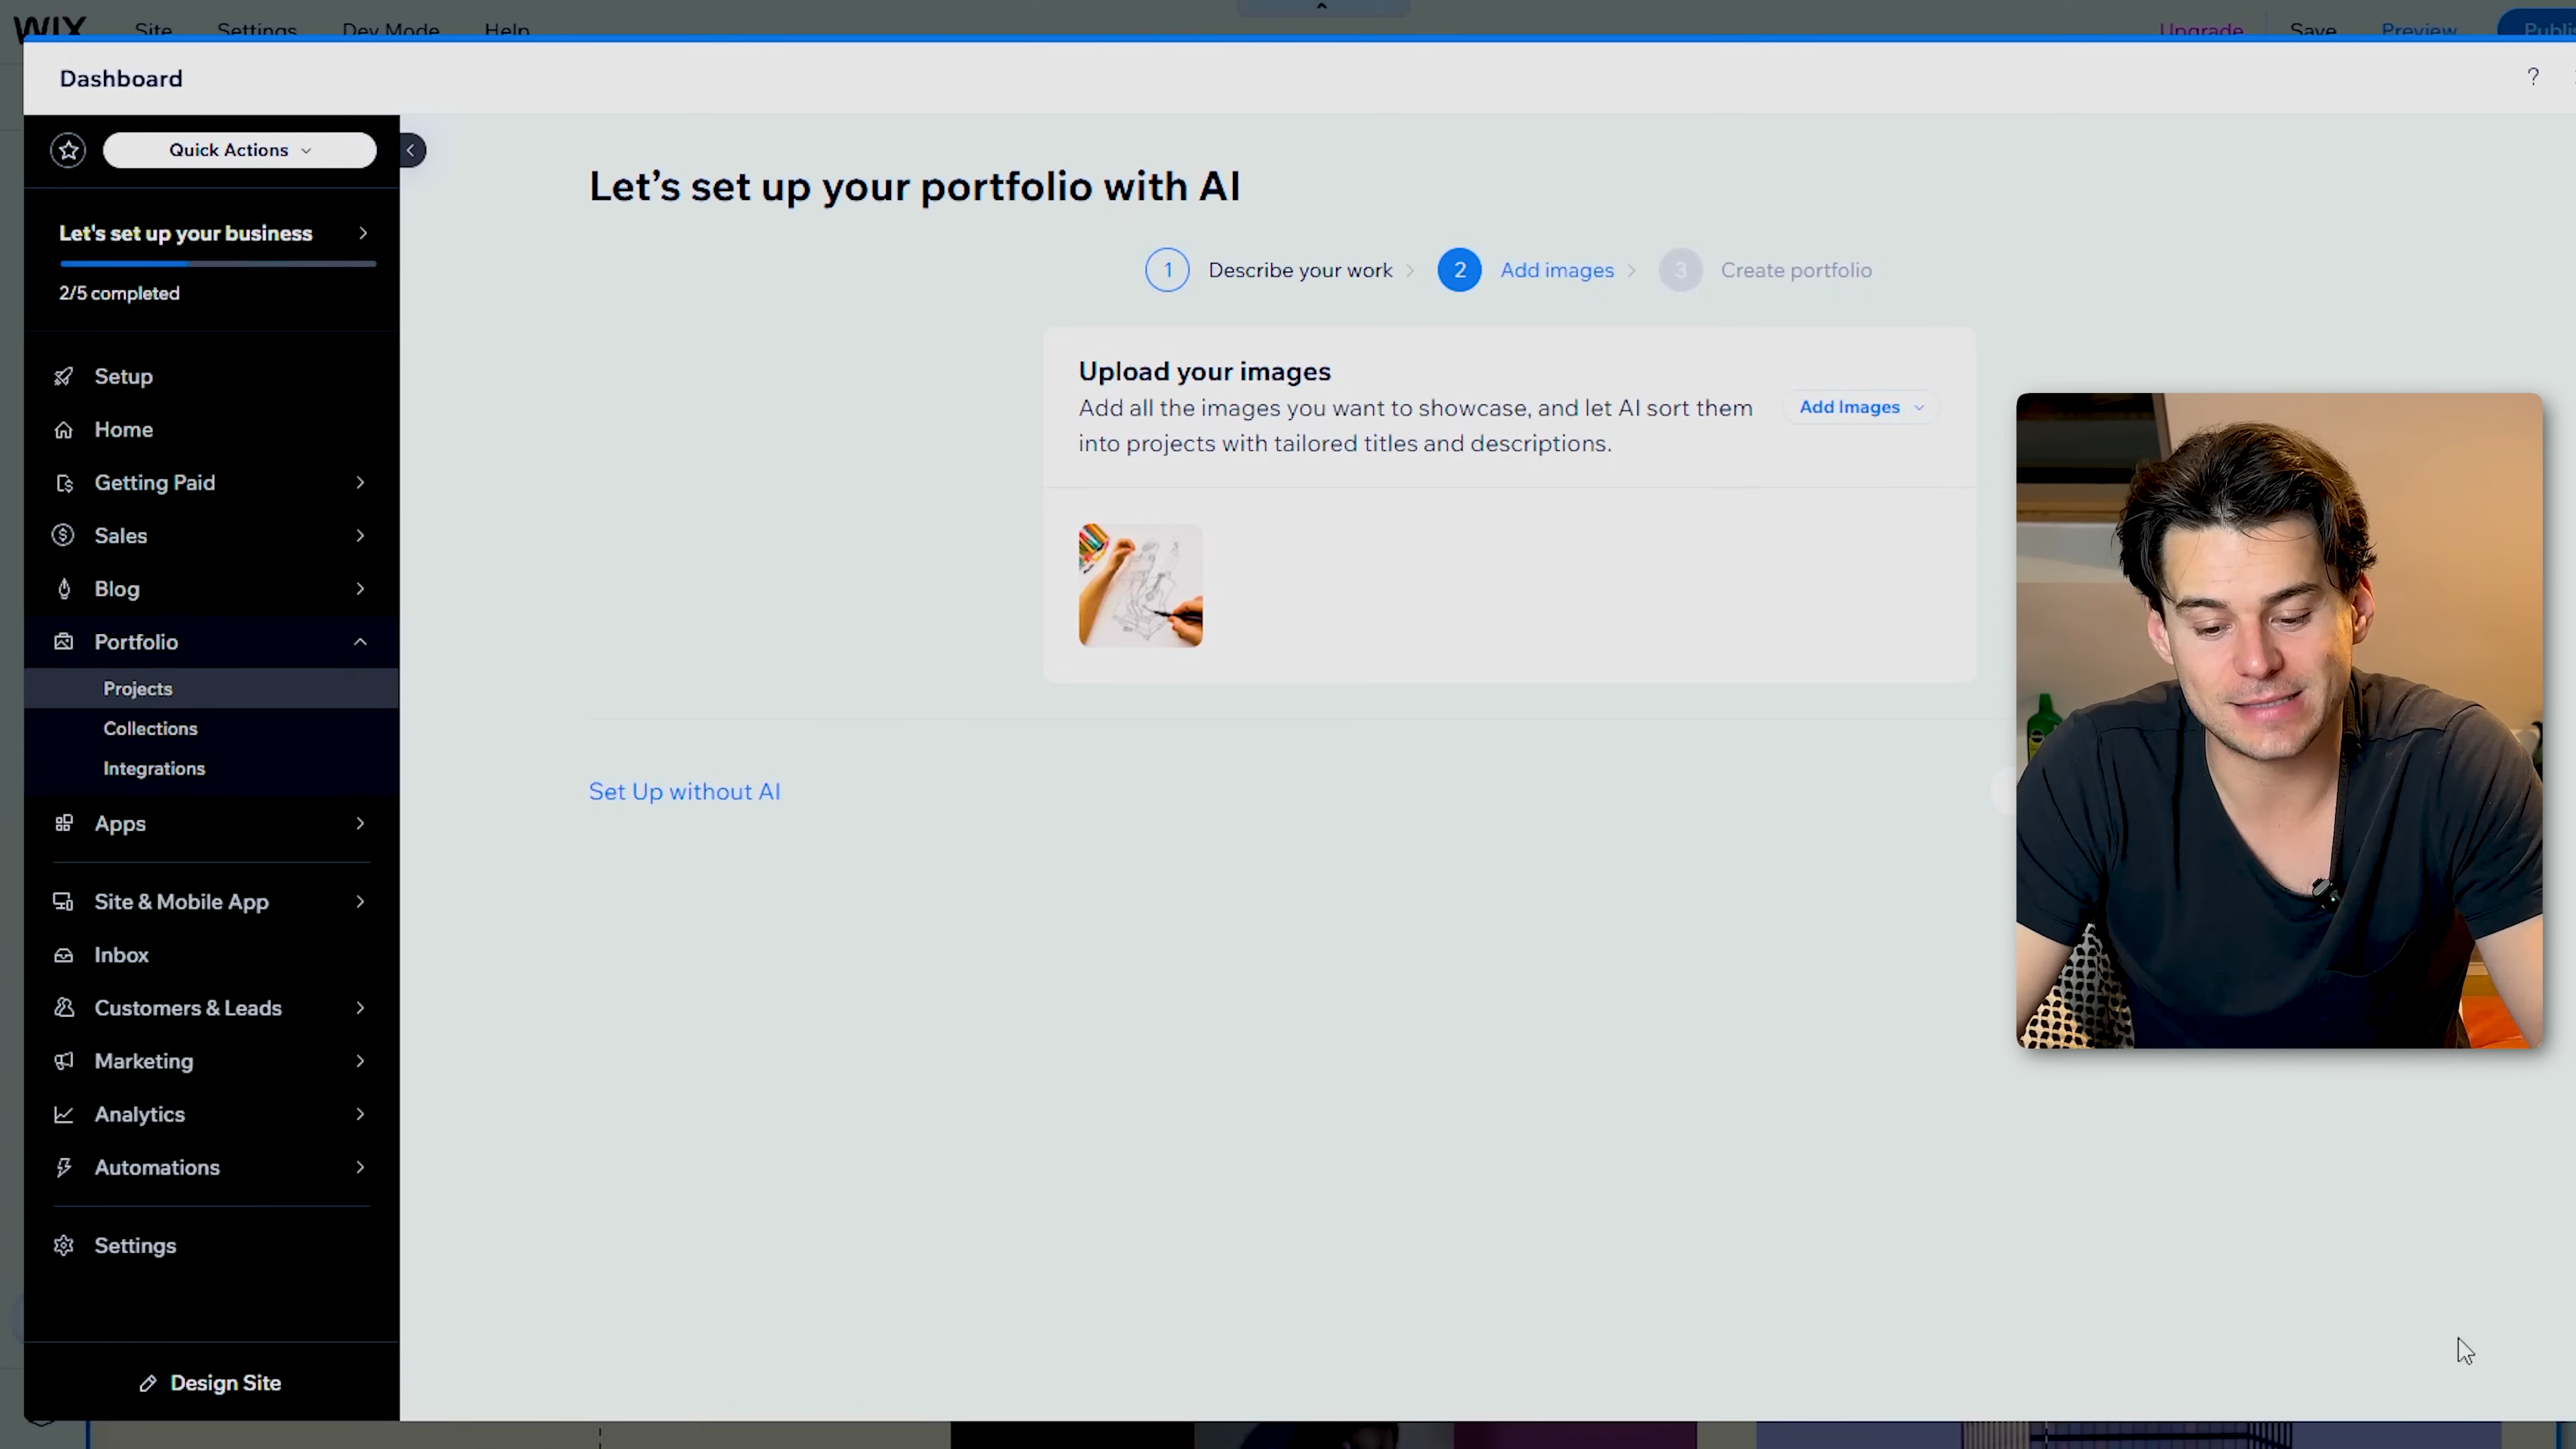 WIX Site Settings Dev Mode Help Upgrade Save Preview
Dashboard ?
Quick Actions
Let's set up your business
2/5 completed
Setup
Home
Getting Paid
Sales
Blog
Portfolio
Projects
Collections
Integrations
Apps
Site & Mobile App
Inbox
Customers & Leads
Marketing
Analytics
Automations
Settings
Design Site
Let’s set up your portfolio with AI
1 Describe your work 2 Add images 3 Create portfolio
Upload your images
Add all the images you want to showcase, and let AI sort them
into projects with tailored titles and descriptions.
Add Images
Set Up without AI